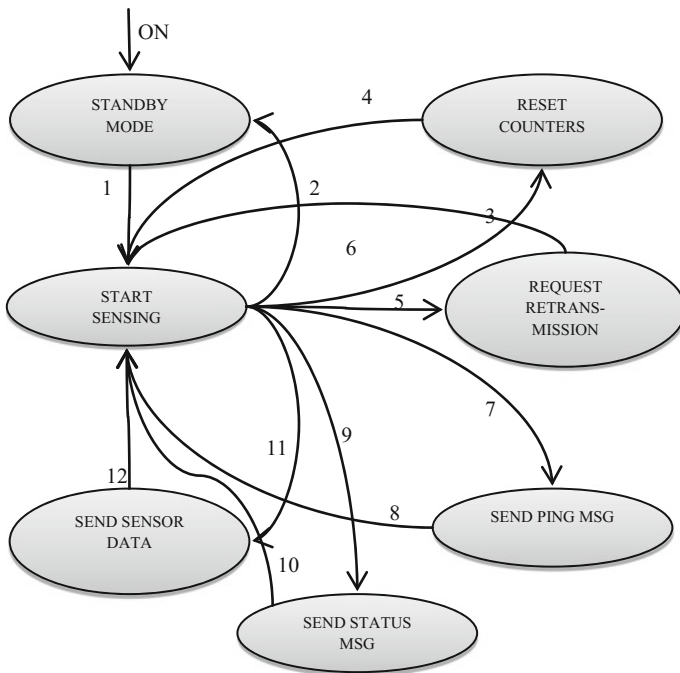 ON
STANDBY
MODE
4
RESET
COUNTERS
1
2
3
6
START
SENSING
5
REQUEST
RETRANS-
MISSION
7
11
9
12
SEND SENSOR
DATA
8
SEND PING MSG
10
SEND STATUS
MSG